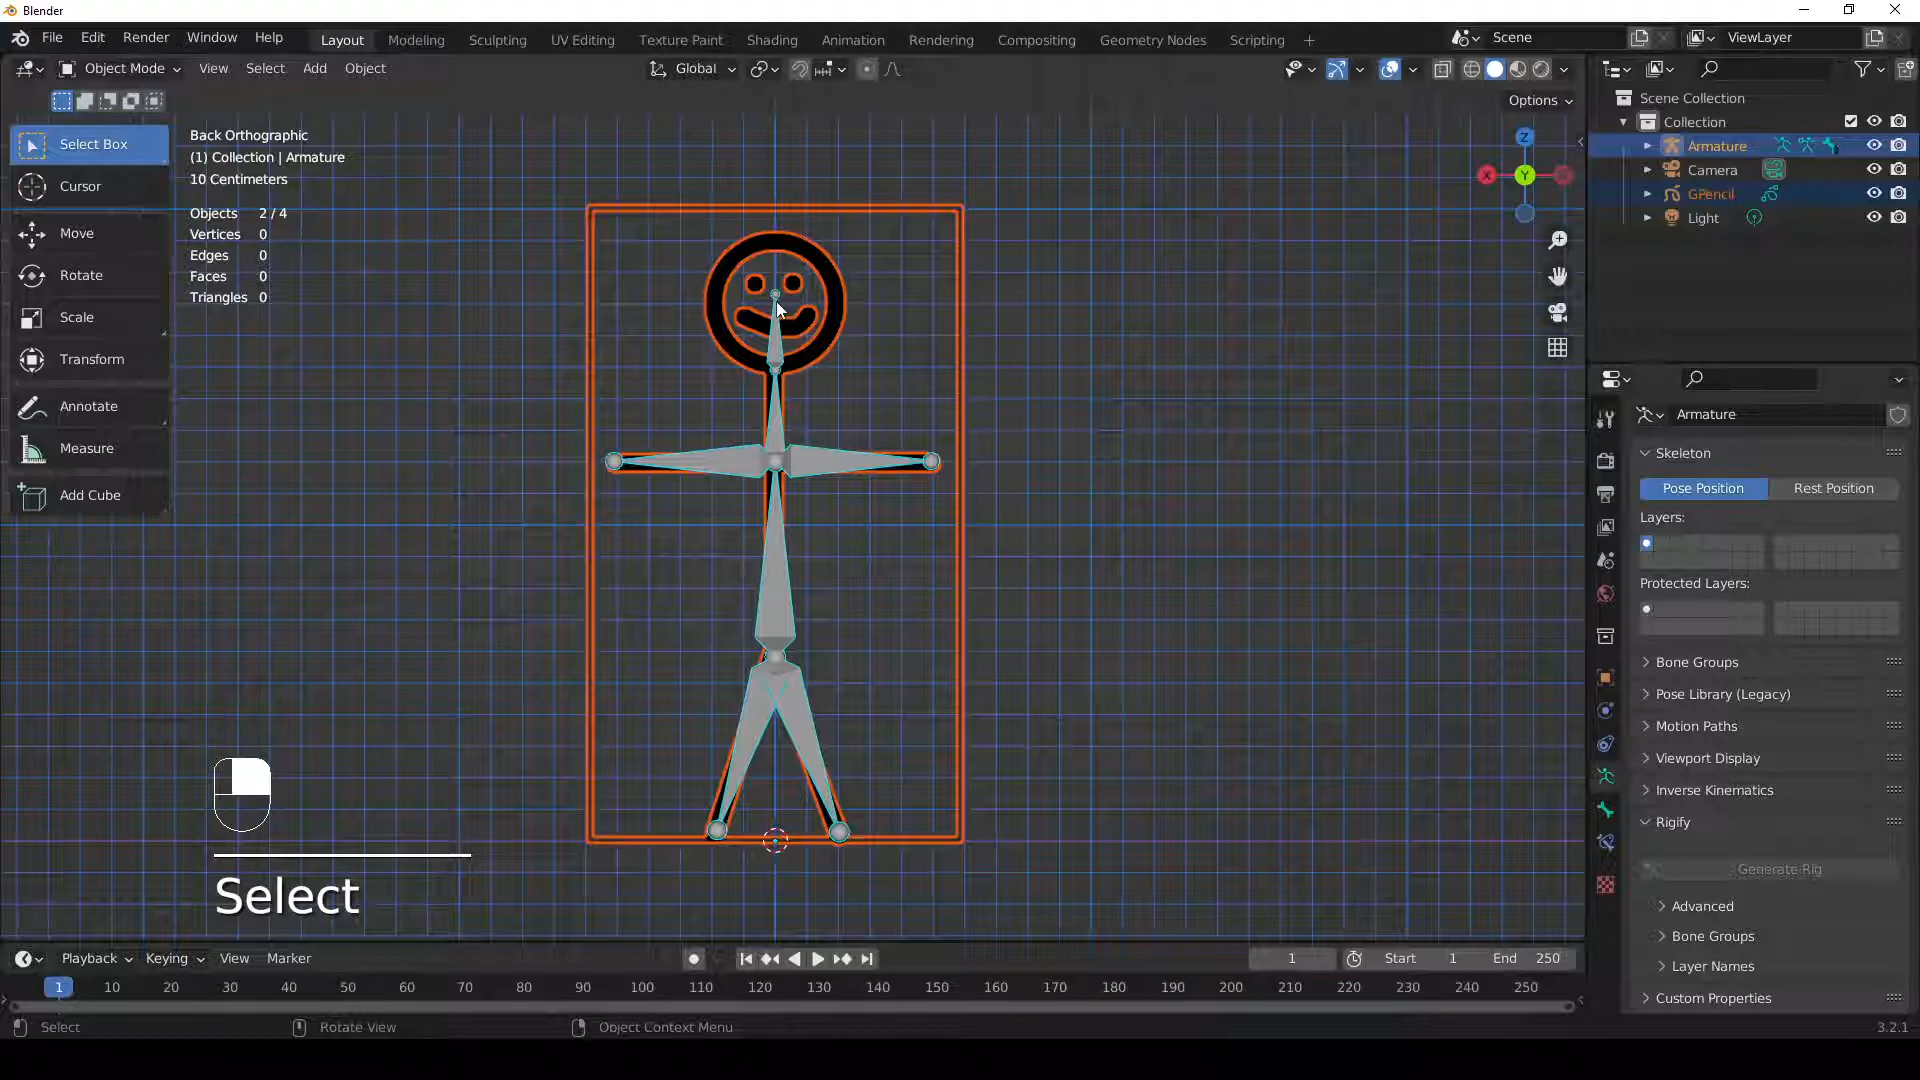 Blender
File Edit Render Window Help
Layout Modeling Sculpting UV Editing Texture Paint Shading Animation Rendering Compositing Geometry Nodes Scripting +
Scene
ViewLayer
Object Mode View Select Add Object
Global
Options
Select Box
Cursor
Move
Rotate
Scale
Transform
Annotate
Measure
Add Cube
Back Orthographic
(1) Collection | Armature
10 Centimeters
Objects 2 / 4
Vertices 0
Edges 0
Faces 0
Triangles 0
Z
X
Y
Select
Scene Collection
Collection
Armature
Camera
GPencil
Light
Armature
Skeleton
Pose Position Rest Position
Layers:
Protected Layers:
Bone Groups
Pose Library (Legacy)
Motion Paths
Viewport Display
Inverse Kinematics
Rigify
Generate Rig
Advanced
Bone Groups
Layer Names
Custom Properties
Playback Keying View Marker
1 Start 1 End 250
1 10 20 30 40 50 60 70 80 90 100 110 120 130 140 150 160 170 180 190 200 210 220 230 240 250
Select Rotate View Object Context Menu
3.2.1